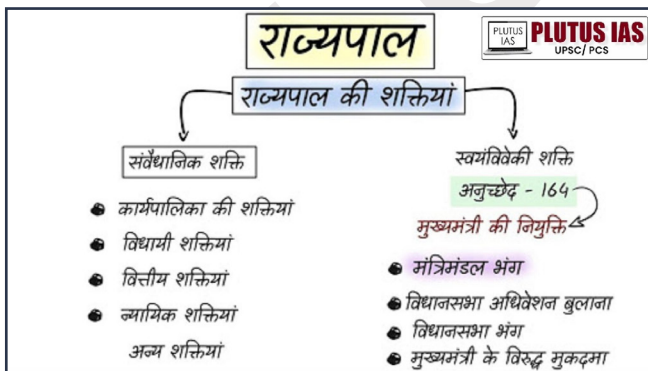 राज्यपाल
PLUTUS IAS
PLUTUS IAS
UPSC/ PCS
राज्यपाल की शक्तियां
संवैधानिक शक्ति
कार्यपालिका की शक्तियां
विधायी शक्तियां
वित्तीय शक्तियां
न्यायिक शक्तियां
अन्य शक्तियां
स्वयंविवेकी शक्ति
अनुच्छेद - 164
मुख्यमंत्री की नियुक्ति
मंत्रिमंडल भंग
विधानसभा अधिवेशन बुलाना
विधानसभा भंग
मुख्यमंत्री के विरुद्ध मुकदमा